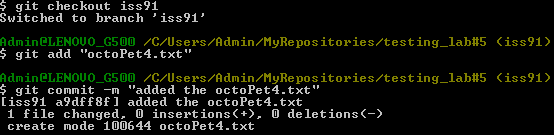 $ git checkout iss91
Switched to branch 'iss91'
Admin@LENOVO_G500 /C/Users/Admin/MyRepositories/testing_lab#5 (iss91)
$ git add "octoPet4.txt"
Admin@LENOVO_G500 /C/Users/Admin/MyRepositories/testing_lab#5 (iss91)
$ git commit -m "added the octoPet4.txt"
[iss91 a9dff8f] added the octoPet4.txt
1 file changed, 0 insertions(+), 0 deletions(-)
create mode 100644 octoPet4.txt